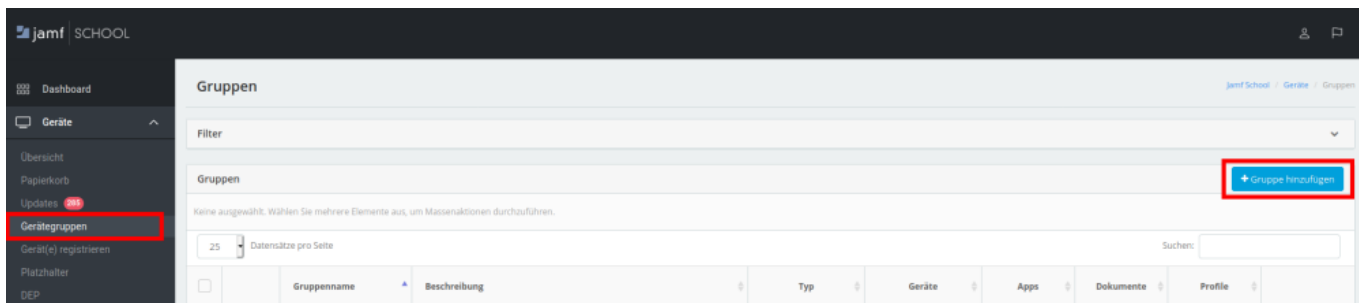 jamf SCHOOL
Dashboard
Geräte
Übersicht
Papierkorb
Updates 265
Gerätegruppen
Gerät(e) registrieren
Platzhalter
DEP
Gruppen
Jamf School / Geräte / Gruppen
Filter
Gruppen
+ Gruppe hinzufügen
Keine ausgewählt. Wählen Sie mehrere Elemente aus, um Massenaktionen durchzuführen.
25 Datensätze pro Seite
Suchen:
Gruppenname Beschreibung Typ Geräte Apps Dokumente Profile